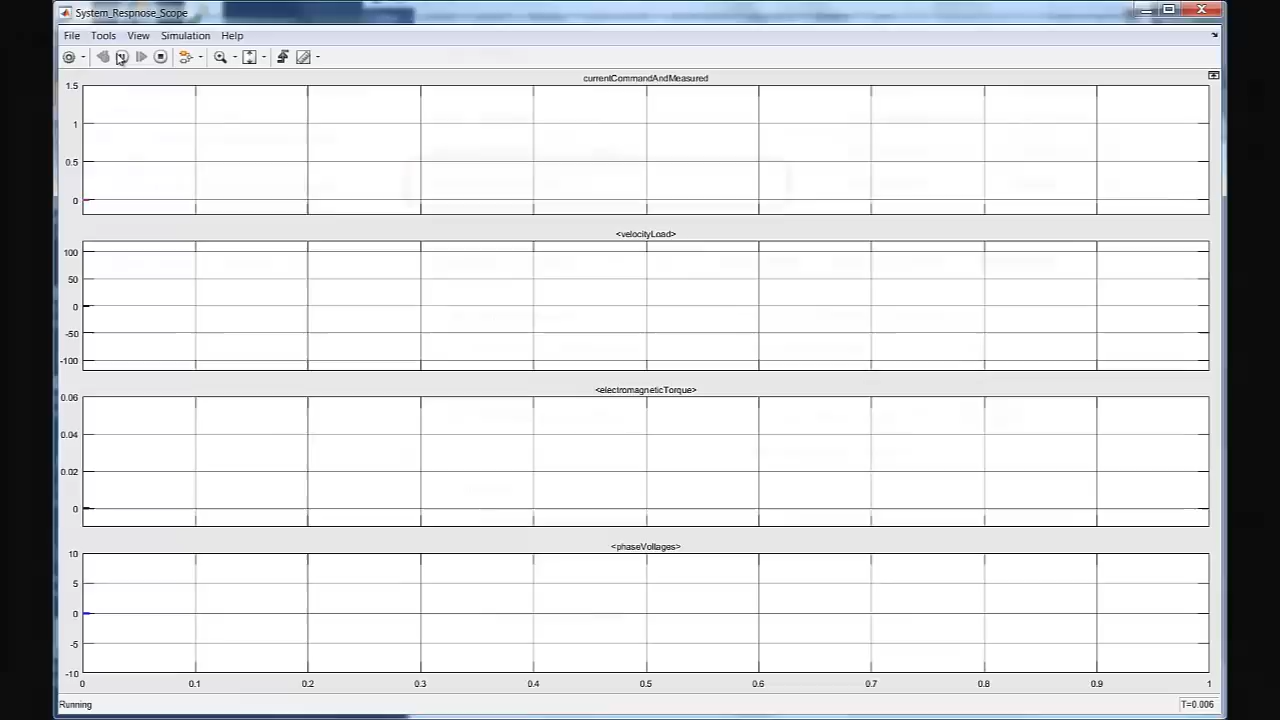 System_Respnose_Scope
File Tools View Simulation Help
currentCommandAndMeasured
1.5
1
0.5
0
<velocityLoad>
100
50
0
-50
-100
<electromagneticTorque>
0.06
0.04
0.02
0
<phaseVoltages>
10
5
0
-5
-10
0 0.1 0.2 0.3 0.4 0.5 0.6 0.7 0.8 0.9 1
Running T=0.006